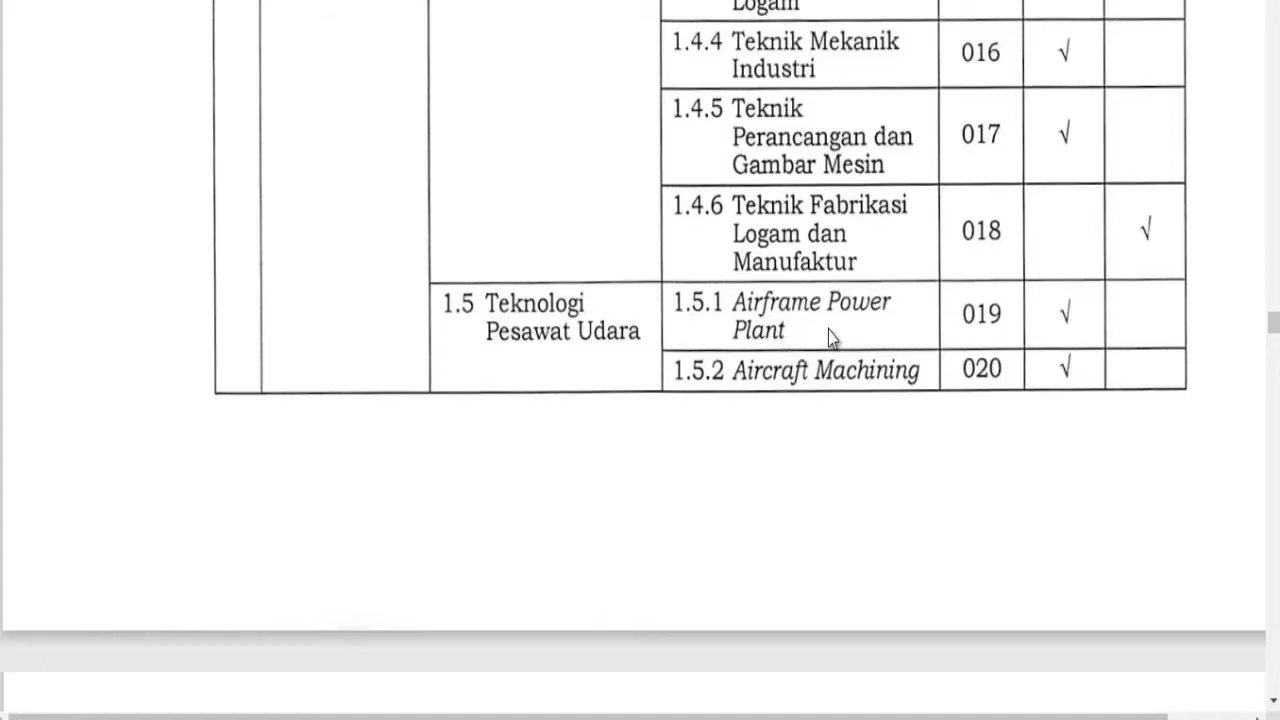 Logam
1.4.4 Teknik Mekanik
Industri
016 √
1.4.5 Teknik
Perancangan dan
Gambar Mesin
017 √
1.4.6 Teknik Fabrikasi
Logam dan
Manufaktur
018 √
1.5 Teknologi
Pesawat Udara
1.5.1 Airframe Power
Plant
019 √
1.5.2 Aircraft Machining 020 √